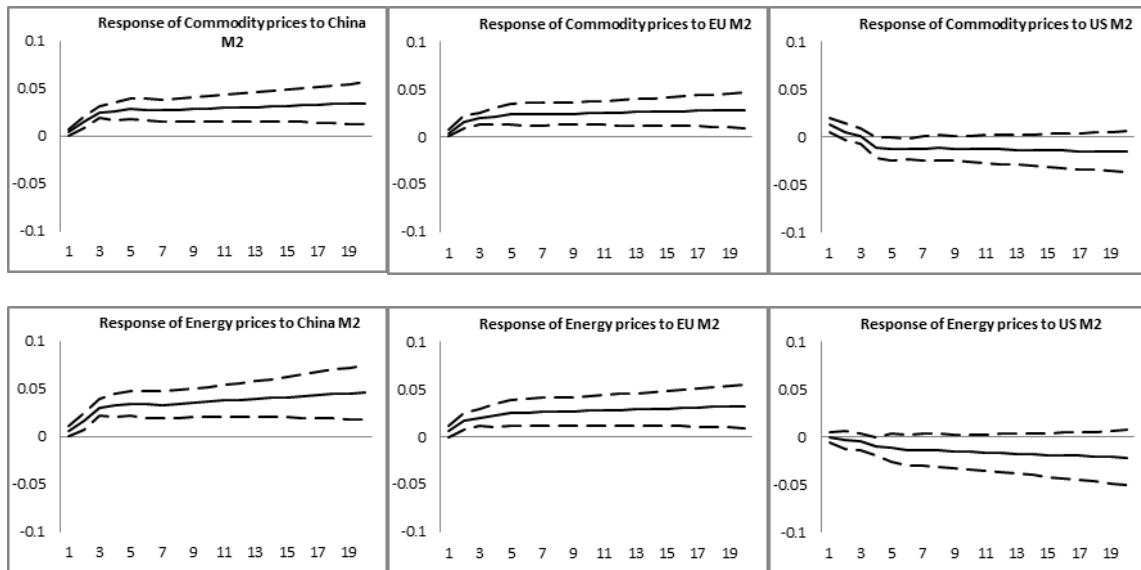 Response of Commodity prices to China
M2
0.1
0.05
0
-0.05
-0.1
1 3 5 7 9 11 13 15 17 19
Response of Commodity prices to EU M2
0.1
0.05
0
-0.05
-0.1
1 3 5 7 9 11 13 15 17 19
Response of Commodity prices to US M2
0.1
0.05
0
-0.05
-0.1
1 3 5 7 9 11 13 15 17 19
Response of Energy prices to China M2
0.1
0.05
0
-0.05
-0.1
1 3 5 7 9 11 13 15 17 19
Response of Energy prices to EU M2
0.1
0.05
0
-0.05
-0.1
1 3 5 7 9 11 13 15 17 19
Response of Energy prices to US M2
0.1
0.05
0
-0.05
-0.1
1 3 5 7 9 11 13 15 17 19